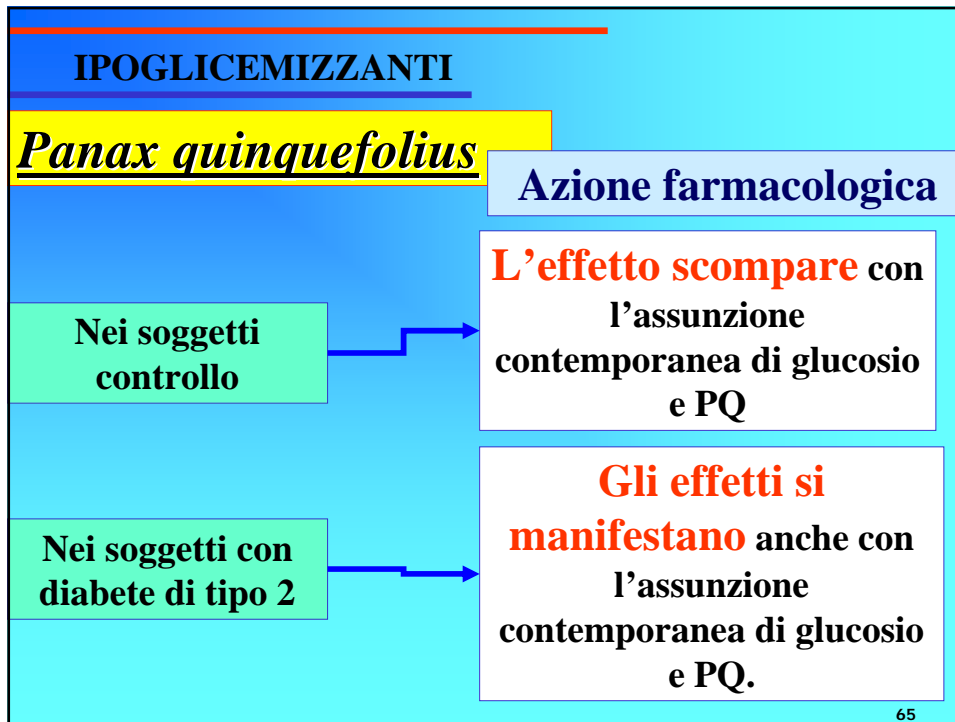 IPOGLICEMIZZANTI
Panax quinquefolius
Azione farmacologica
Nei soggetti
controllo
L’effetto scompare con
l’assunzione
contemporanea di glucosio
e PQ
Nei soggetti con
diabete di tipo 2
Gli effetti si
manifestano anche con
l’assunzione
contemporanea di glucosio
e PQ.
65